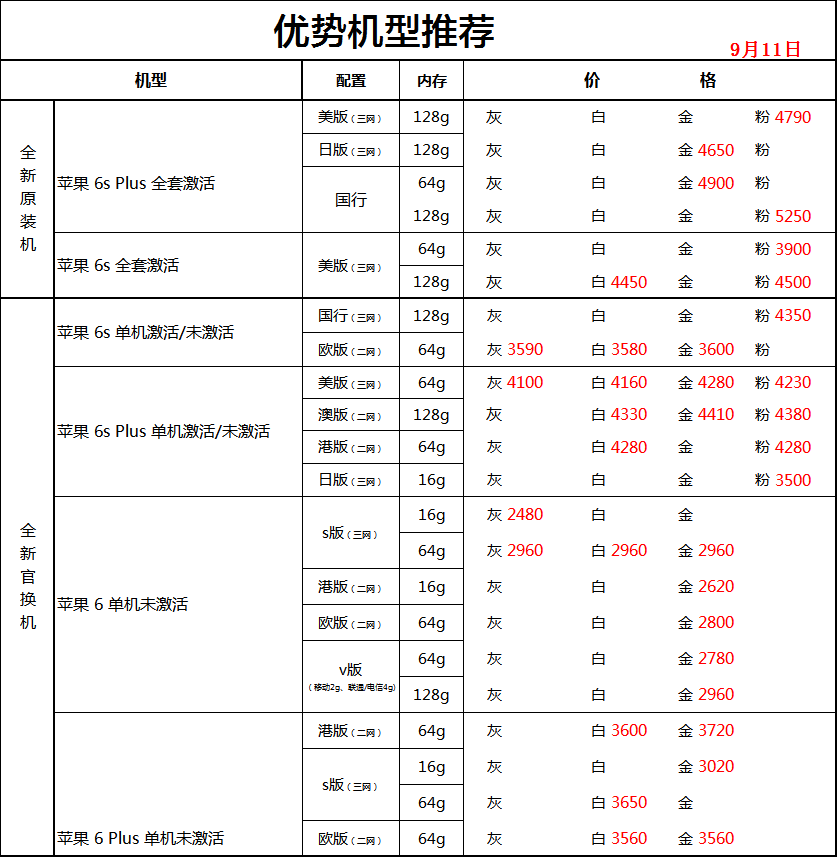 优势机型推荐
9月11日
机型 配置 内存 价 格
全新原装机
苹果 6s Plus 全套激活
美版（三网） 128g 灰 白 金 粉 4790
日版（三网） 128g 灰 白 金 4650 粉
国行 64g 灰 白 金 4900 粉
128g 灰 白 金 粉 5250
苹果 6s 全套激活
美版（三网） 64g 灰 白 金 粉 3900
128g 灰 白 4450 金 粉 4500
全新官换机
苹果 6s 单机激活/未激活
国行（三网） 128g 灰 白 金 粉 4350
欧版（二网） 64g 灰 3590 白 3580 金 3600 粉
苹果 6s Plus 单机激活/未激活
美版（三网） 64g 灰 4100 白 4160 金 4280 粉 4230
澳版（二网） 128g 灰 白 4330 金 4410 粉 4380
港版（二网） 64g 灰 白 4280 金 粉 4280
日版（三网） 16g 灰 白 金 粉 3500
苹果 6 单机未激活
s版（三网） 16g 灰 2480 白 金
64g 灰 2960 白 2960 金 2960
港版（二网） 16g 灰 白 金 2620
欧版（二网） 64g 灰 白 金 2800
v版 64g 灰 白 金 2780
（移动2g、联通/电信4g） 128g 灰 白 金 2960
苹果 6 Plus 单机未激活
港版（二网） 64g 灰 白 3600 金 3720
s版（三网） 16g 灰 白 金 3020
64g 灰 白 3650 金
欧版（二网） 64g 灰 白 3560 金 3560